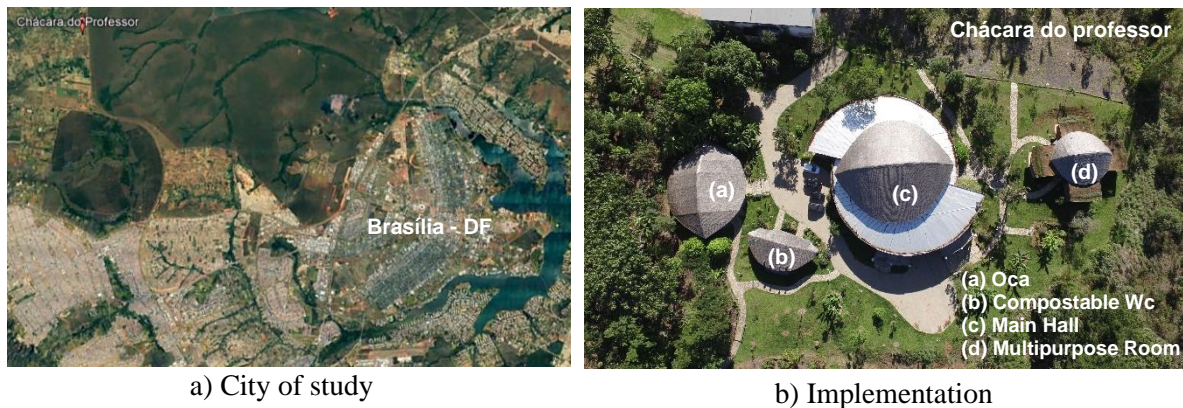 Chácara do Professor
Brasília - DF
a) City of study
Chácara do professor
(a)
(b)
(c)
(d)
(a) Oca
(b) Compostable Wc
(c) Main Hall
(d) Multipurpose Room
b) Implementation